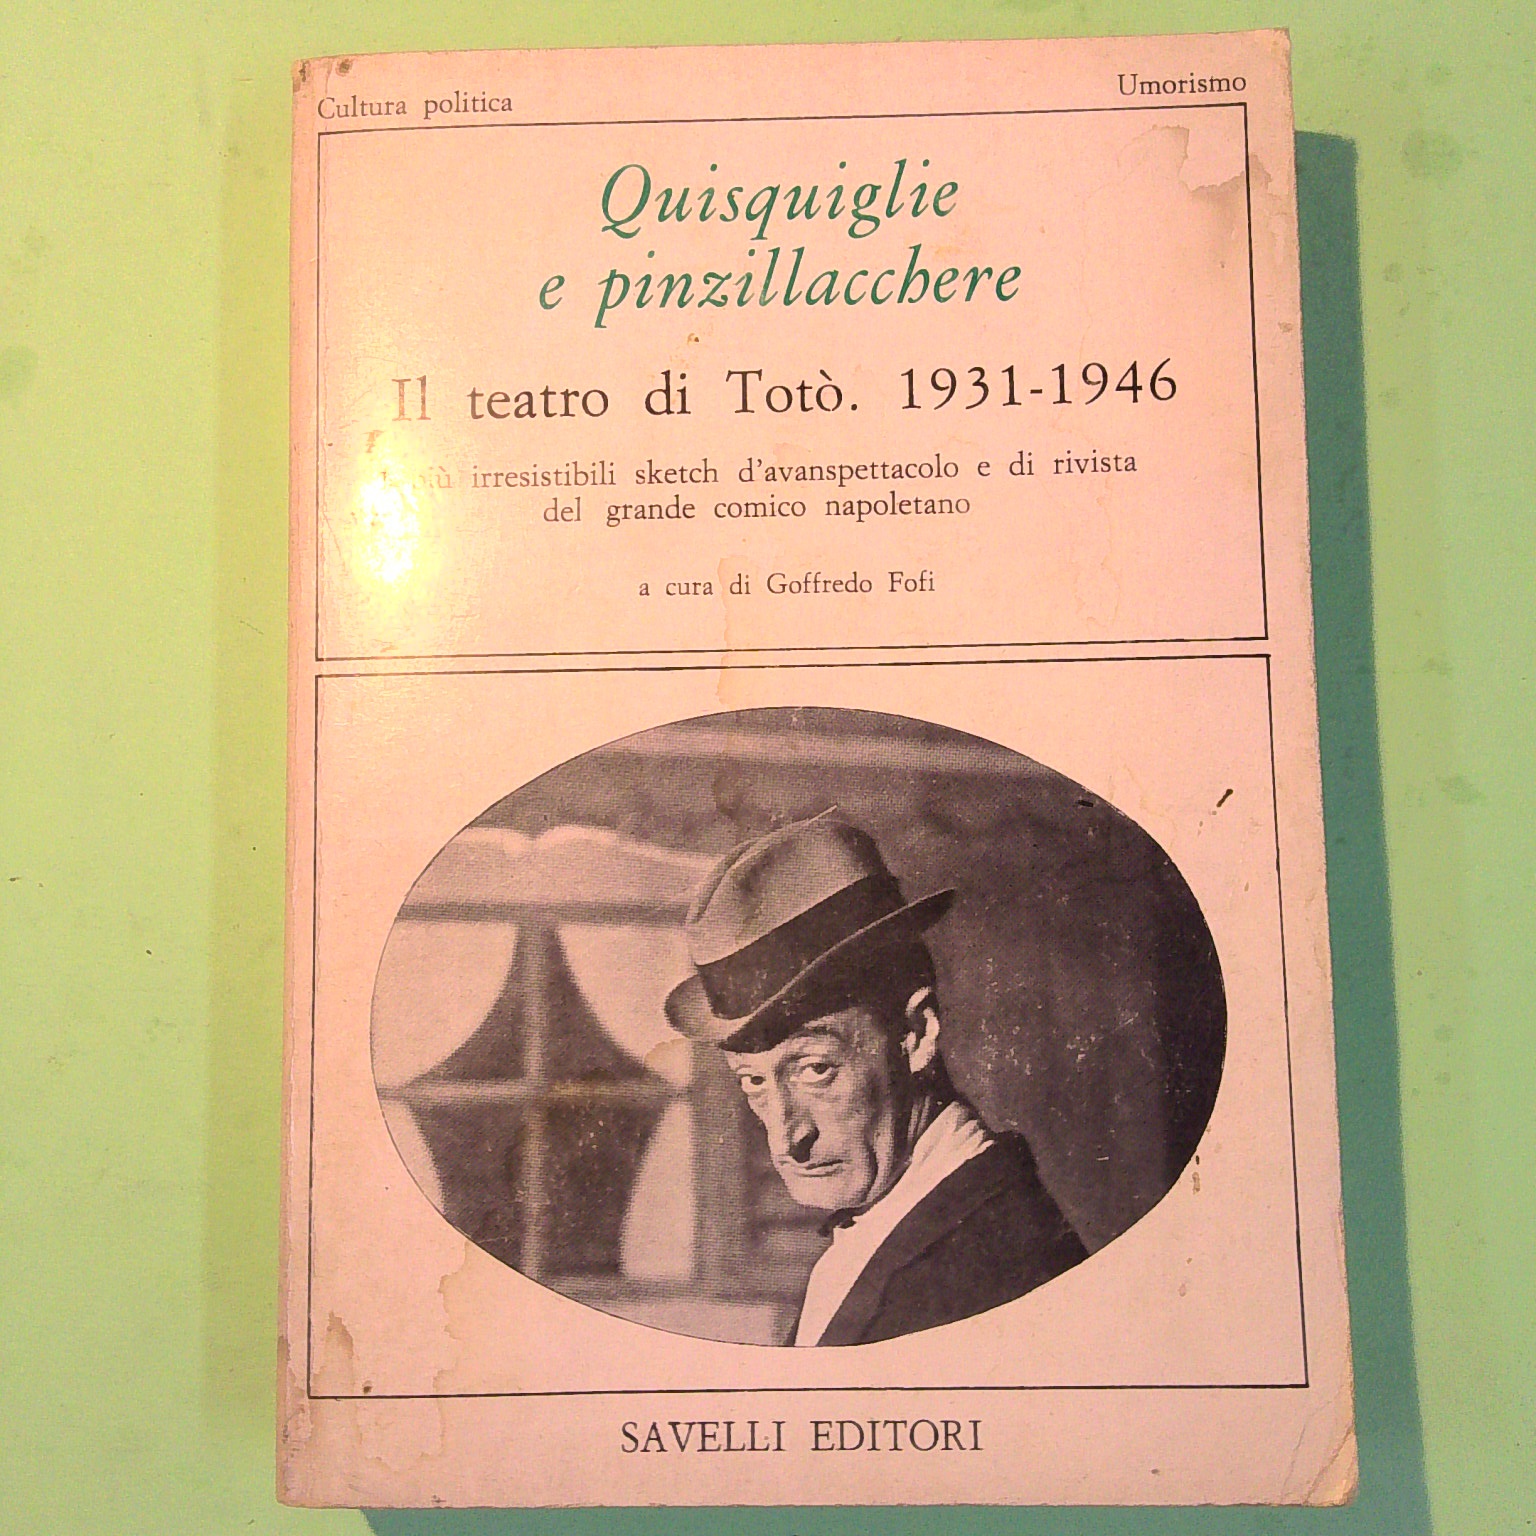 Cultura politica
Umorismo
Quisquiglie
e pinzillacchere
Il teatro di Totò. 1931-1946
più irresistibili sketch d'avanspettacolo e di rivista
del grande comico napoletano
a cura di Goffredo Fofi
SAVELLI EDITORI